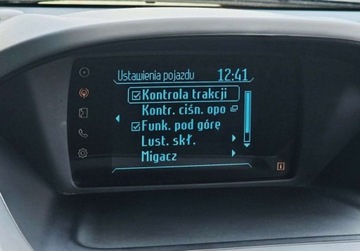 Ustawienia pojazdu 12:41
Kontrola trakcji
Kontr. ciśn. opo
Funk. pod górę
Lust. skł.
Migacz